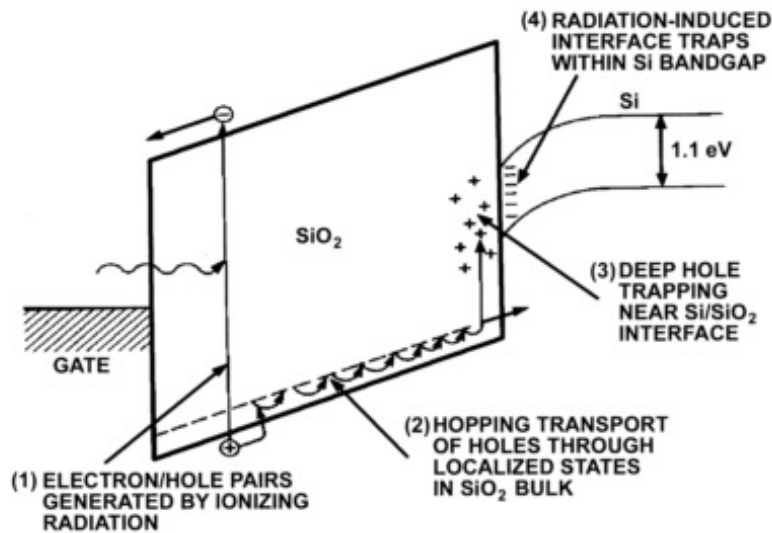 (4) RADIATION-INDUCED
INTERFACE TRAPS
WITHIN Si BANDGAP
Si
1.1 eV
SiO₂
(3) DEEP HOLE
TRAPPING
NEAR Si/SiO₂
INTERFACE
GATE
(2) HOPPING TRANSPORT
OF HOLES THROUGH
LOCALIZED STATES
IN SiO₂ BULK
(1) ELECTRON/HOLE PAIRS
GENERATED BY IONIZING
RADIATION